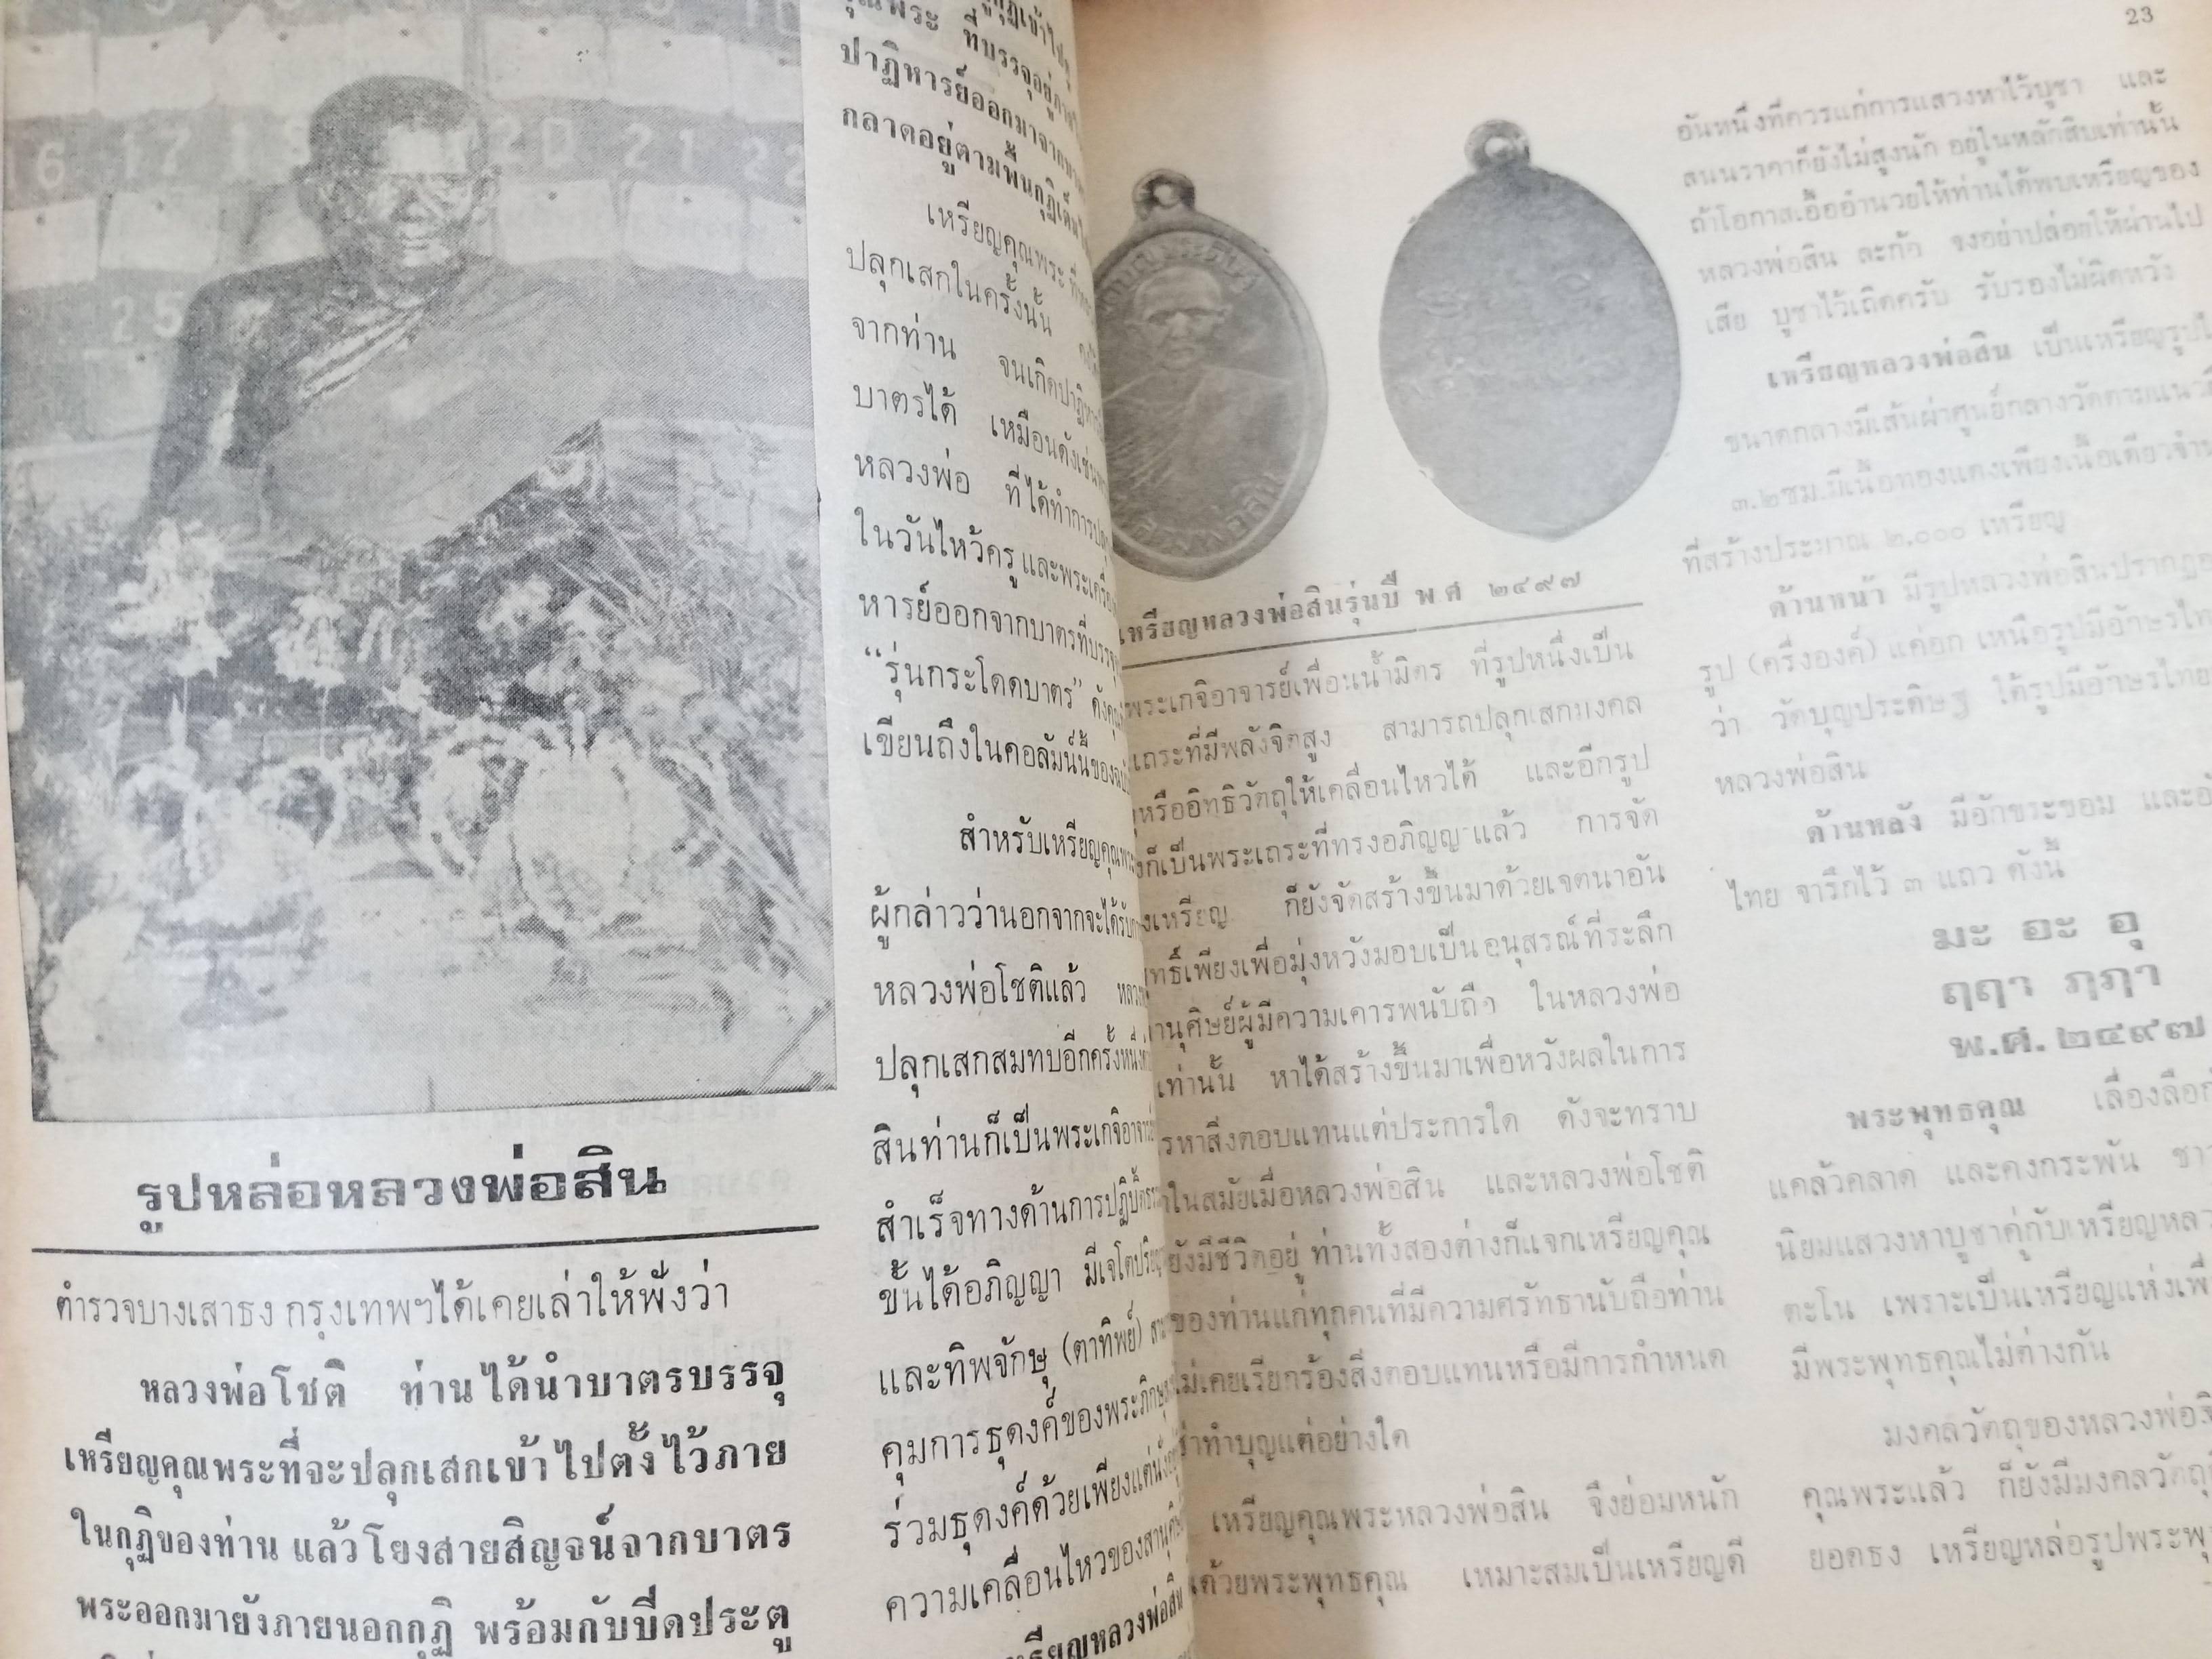 รูปหล่อหลวงพ่อสิน
ตำรวจบางเสาธง กรุงเทพฯได้เคยเล่าให้ฟังว่า
หลวงพ่อโชติ ท่านได้นำบาตรบรรจุ
เหรียญคุณพระที่จะปลุกเสกเข้าไปตั้งไว้ภาย
ในกุฏิของท่าน แล้วโยงสายสิญจน์จากบาตร
พระออกมายังภายนอกกุฏิ พร้อมกับปิดประตู
คุณพระ ที่บรรจุอยู่ภาย
ปาฏิหารย์ออกมาจากบาตร
กลาดอยู่ตามพื้นกุฏิเต็มไป
เหรียญคุณพระ
ปลุกเสกในครั้งนั้น
จากท่าน จนเกิดปาฏิหาร
บาตรได้ เหมือนดังเช่น
หลวงพ่อ ที่ได้ทำการปลุก
ในวันไหว้ครู และพระเครื่อง
หารย์ออกจากบาตรที่บรรจุ
“รุ่นกระโดดบาตร” ดังคุณ
เขียนถึงในคอลัมน์นี้ของฉบับ
สำหรับเหรียญคุณพระ
ผู้กล่าวว่านอกจากจะได้รับ
หลวงพ่อโชติแล้ว หลวง
ปลุกเสกสมทบอีกครั้งหนึ่ง
สินท่านก็เป็นพระเกจิอาจารย์
สำเร็จทางด้านการปฏิบัติธรรม
ขั้นได้อภิญญา มีเจโตปริย
และทิพจักษุ (ตาทิพย์)
คุมการธุดงค์ของพระภิกษุ
ร่วมธุดงค์ด้วยเพียงแต่นั่ง
ความเคลื่อนไหวของสานุศิษย์
เหรียญหลวงพ่อสิน
23
เหรียญหลวงพ่อสินรุ่นปี พ ศ ๒๔๙๗
พระเกจิอาจารย์เพื่อนน้ำมิตร ที่รูปหนึ่งเป็น
เถระที่มีพลังจิตสูง สามารถปลุกเสกมงคล
หรืออิทธิวัตถุให้เคลื่อนไหวได้ และอีกรูป
ก็เป็นพระเถระที่ทรงอภิญญาแล้ว การจัด
เหรียญ ก็ยังจัดสร้างขึ้นมาด้วยเจตนาอัน
เพียงเพื่อมุ่งหวังมอบเป็นอนุสรณ์ที่ระลึก
านุศิษย์ผู้มีความเคารพนับถือ ในหลวงพ่อ
เท่านั้น หาได้สร้างขึ้นมาเพื่อหวังผลในการ
หาสิ่งตอบแทนแต่ประการใด ดังจะทราบ
ในสมัยเมื่อหลวงพ่อสิน และหลวงพ่อโชติ
ยังมีชีวิตอยู่ ท่านทั้งสองต่างก็แจกเหรียญคุณ
ของท่านแก่ทุกคนที่มีความศรัทธานับถือท่าน
ไม่เคยเรียกร้องสิ่งตอบแทนหรือมีการกำหนด
ทำบุญแต่อย่างใด
เหรียญคุณพระหลวงพ่อสิน จึงย่อมหนัก
ด้วยพระพุทธคุณ เหมาะสมเป็นเหรียญดี
อันหนึ่งที่ควรแก่การแสวงหาไว้บูชา และ
สนนราคาก็ยังไม่สูงนัก อยู่ในหลักสิบเท่านั้น
ถ้าโอกาสเอื้ออำนวยให้ท่านได้พบเหรียญของ
หลวงพ่อสิน ละก้อ จงอย่าปล่อยให้ผ่านไป
เสีย บูชาไว้เถิดครับ รับรองไม่ผิดหวัง
เหรียญหลวงพ่อสิน เป็นเหรียญรูปไ
ขนาดกลางมีเส้นผ่าศูนย์กลางวัดตามแนว
๓.๒ซม.มีเนื้อทองแดงเพียงเนื้อเดียวจำน
ที่สร้างประมาณ ๒,๐๐๐ เหรียญ
ด้านหน้า มีรูปหลวงพ่อสินปรากฏอ
รูป (ครึ่งองค์) แค่อก เหนือรูปมีอักษรไท
ว่า วัดบุญประดิษฐ ใต้รูปมีอักษรไทย
หลวงพ่อสิน
ด้านหลัง มีอักขระขอม และอั
ไทย จารึกไว้ ๓ แถว ดังนี้
มะ อะ อุ
ฤฤา ฦฦา
พ.ศ. ๒๔๙๗
พระพุทธคุณ เลื่องลือ
แคล้วคลาด และคงกระพัน ชา
นิยมแสวงหาบูชาคู่กับเหรียญหลว
ตะโน เพราะเป็นเหรียญแห่งเพื่
มีพระพุทธคุณไม่ต่างกัน
มงคลวัตถุของหลวงพ่อสิ
คุณพระแล้ว ก็ยังมีมงคลวัตถุ
ยอดธง เหรียญหล่อรูปพระพุ